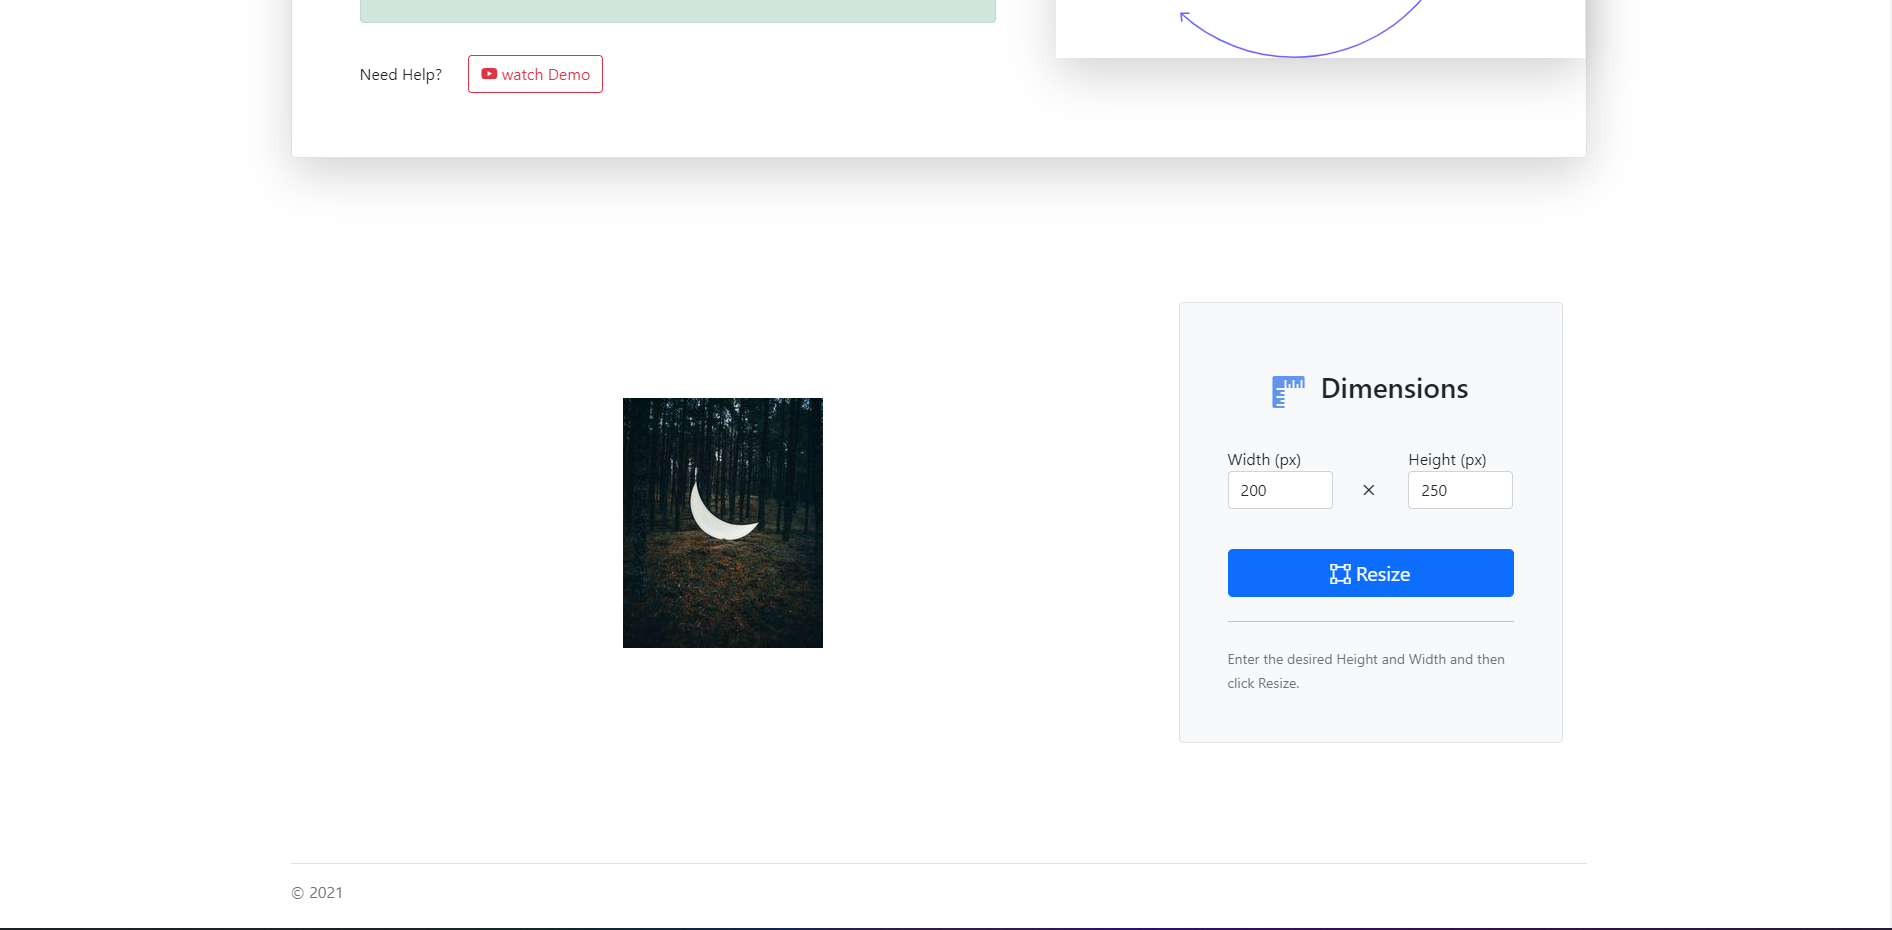 Need Help?
watch Demo
Dimensions
Width (px)
Height (px)
200
×
250
Resize
Enter the desired Height and Width and then
click Resize.
© 2021